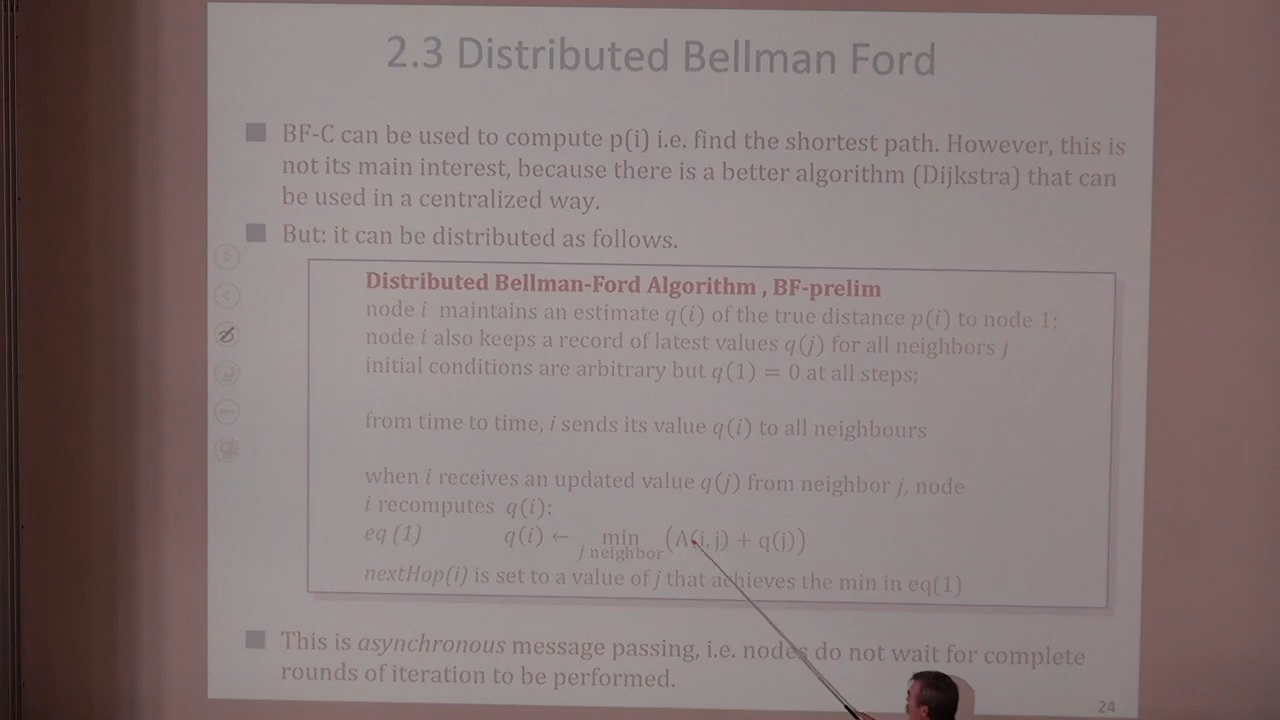 2.3 Distributed Bellman Ford
BF-C can be used to compute p(i) i.e. find the shortest path. However, this is
not its main interest, because there is a better algorithm (Dijkstra) that can
be used in a centralized way.
But: it can be distributed as follows.
Distributed Bellman-Ford Algorithm , BF-prelim
node i maintains an estimate q(i) of the true distance p(i) to node 1;
node i also keeps a record of latest values q(j) for all neighbors j
initial conditions are arbitrary but q(1) = 0 at all steps;
from time to time, i sends its value q(i) to all neighbours
when i receives an updated value q(j) from neighbor j, node
i recomputes q(i):
eq (1) q(i) ← min (A(i,j) + q(j))
j neighbor
nextHop(i) is set to a value of j that achieves the min in eq(1)
This is asynchronous message passing, i.e. nodes do not wait for complete
rounds of iteration to be performed.
24